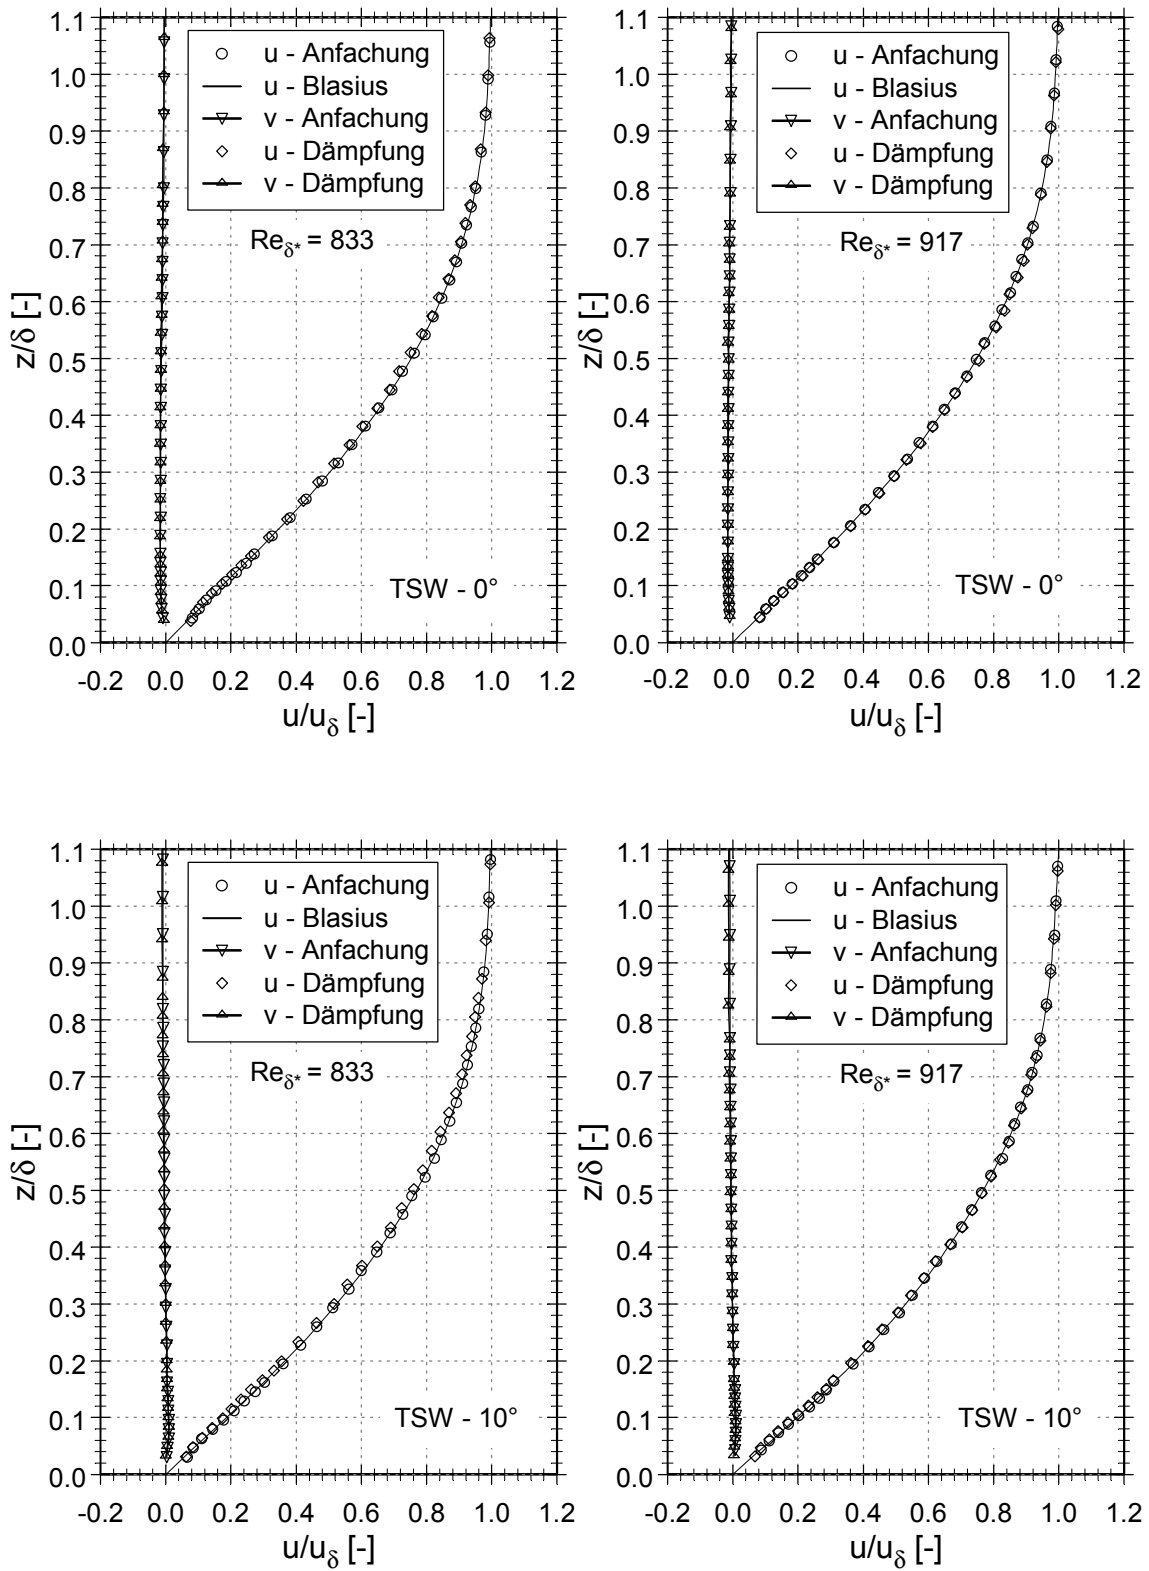 1.1
1.0
0.9
0.8
0.7
0.6
0.5
0.4
0.3
0.2
0.1
0.0
z/δ [-]
u - Anfachung
u - Blasius
v - Anfachung
u - Dämpfung
v - Dämpfung
Reδ* = 833
TSW - 0°
-0.2 0.0 0.2 0.4 0.6 0.8 1.0 1.2
u/uδ [-]
1.1
1.0
0.9
0.8
0.7
0.6
0.5
0.4
0.3
0.2
0.1
0.0
z/δ [-]
u - Anfachung
u - Blasius
v - Anfachung
u - Dämpfung
v - Dämpfung
Reδ* = 917
TSW - 0°
-0.2 0.0 0.2 0.4 0.6 0.8 1.0 1.2
u/uδ [-]
1.1
1.0
0.9
0.8
0.7
0.6
0.5
0.4
0.3
0.2
0.1
0.0
z/δ [-]
u - Anfachung
u - Blasius
v - Anfachung
u - Dämpfung
v - Dämpfung
Reδ* = 833
TSW - 10°
-0.2 0.0 0.2 0.4 0.6 0.8 1.0 1.2
u/uδ [-]
1.1
1.0
0.9
0.8
0.7
0.6
0.5
0.4
0.3
0.2
0.1
0.0
z/δ [-]
u - Anfachung
u - Blasius
v - Anfachung
u - Dämpfung
v - Dämpfung
Reδ* = 917
TSW - 10°
-0.2 0.0 0.2 0.4 0.6 0.8 1.0 1.2
u/uδ [-]